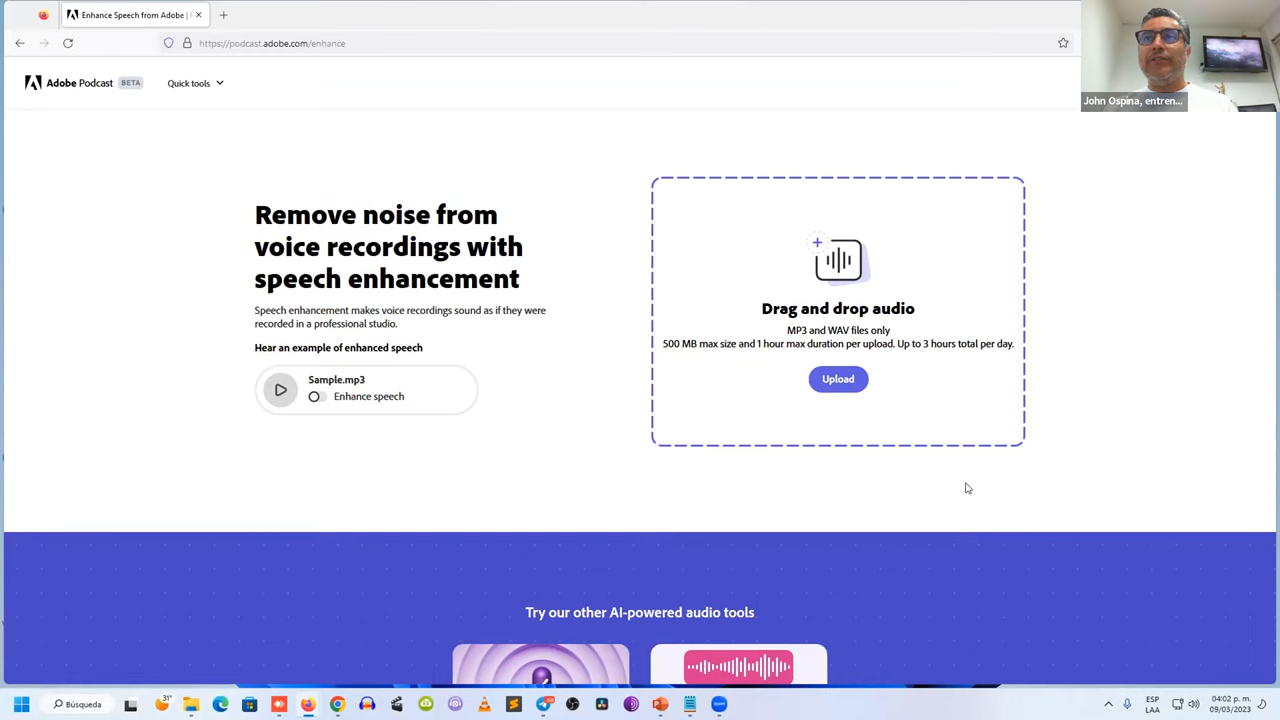 Enhance Speech from Adobe | F
https://podcast.adobe.com/enhance
Adobe Podcast BETA
Quick tools
John Ospina, entren...
Remove noise from
voice recordings with
speech enhancement
Speech enhancement makes voice recordings sound as if they were
recorded in a professional studio.
Hear an example of enhanced speech
Sample.mp3
Enhance speech
Drag and drop audio
MP3 and WAV files only
500 MB max size and 1 hour max duration per upload. Up to 3 hours total per day.
Upload
Try our other AI-powered audio tools
Búsqueda
31°
ESP
LAA
04:02 p. m.
09/03/2023